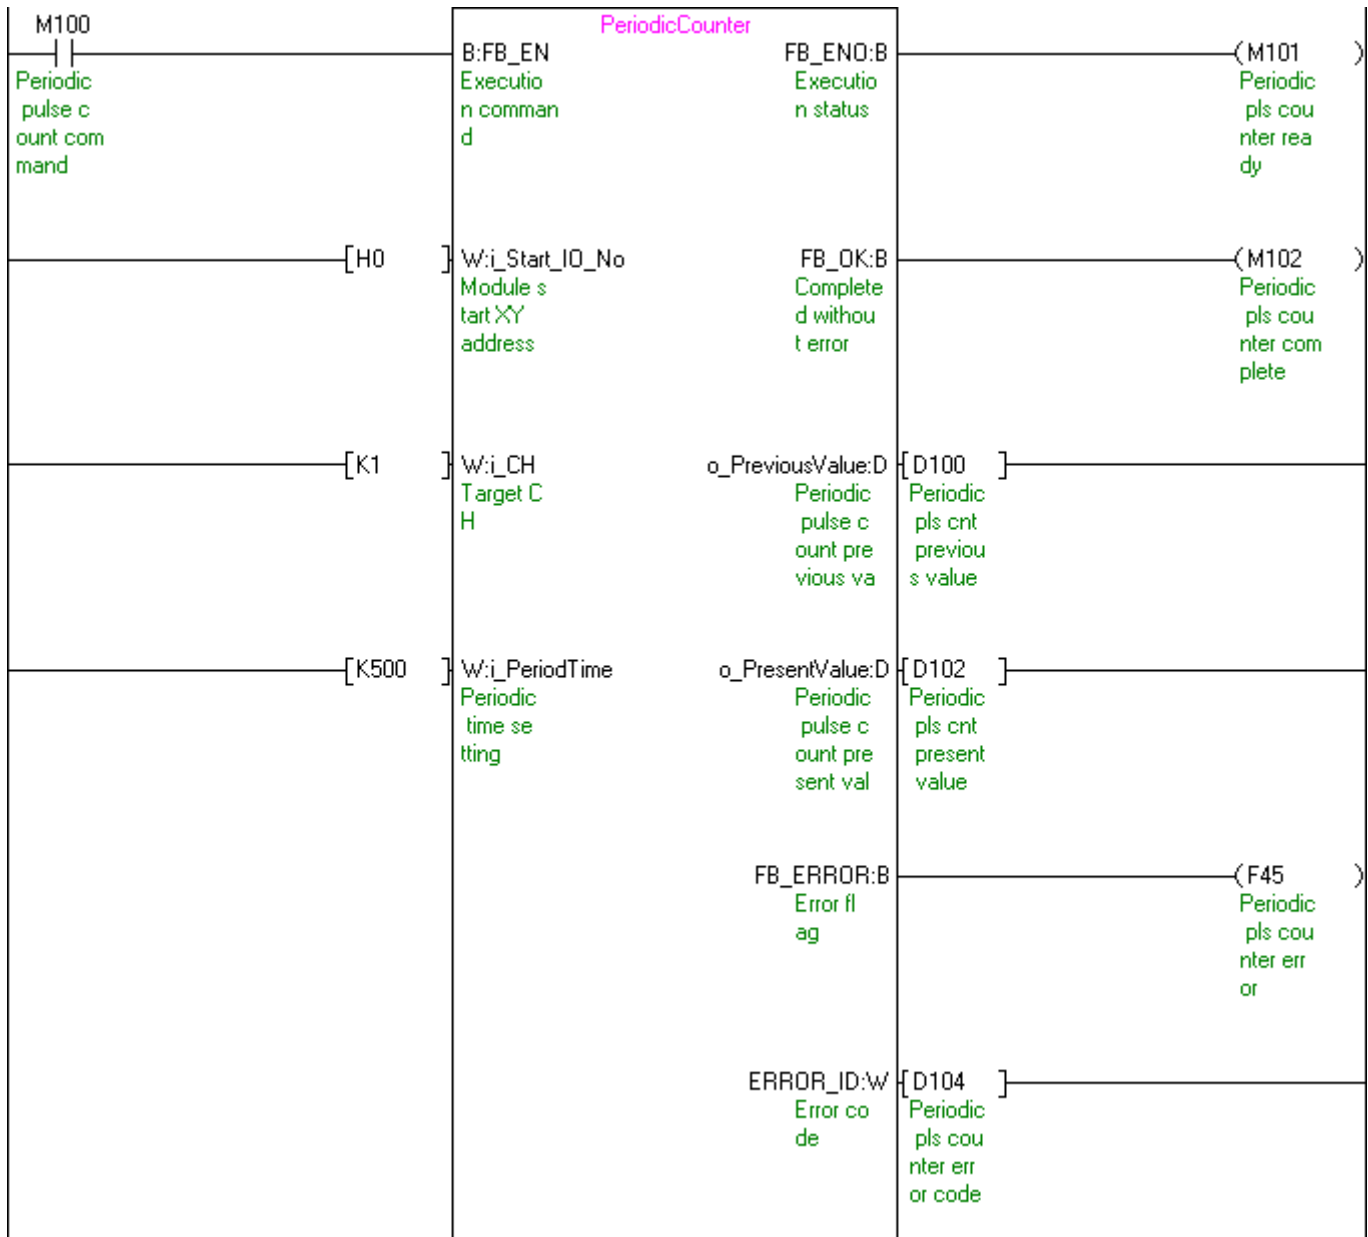 M100
PeriodicCounter
B:FB_EN
FB_ENO:B
(M101 )
Periodic
pulse c
ount com
mand
Executio
n comman
d
Executio
n status
Periodic
pls cou
nter rea
dy
[H0 ]
W:i_Start_IO_No
FB_OK:B
(M102 )
Module s
tart XY
address
Complete
d withou
t error
Periodic
pls cou
nter com
plete
[K1 ]
W:i_CH
o_PreviousValue:D
[D100 ]
Target C
H
Periodic
pulse c
ount pre
vious va
Periodic
pls cnt
previou
s value
[K500 ]
W:i_PeriodTime
o_PresentValue:D
[D102 ]
Periodic
time se
tting
Periodic
pulse c
ount pre
sent val
Periodic
pls cnt
present
value
FB_ERROR:B
(F45 )
Error fl
ag
Periodic
pls cou
nter err
or
ERROR_ID:W
[D104 ]
Error co
de
Periodic
pls cou
nter err
or code